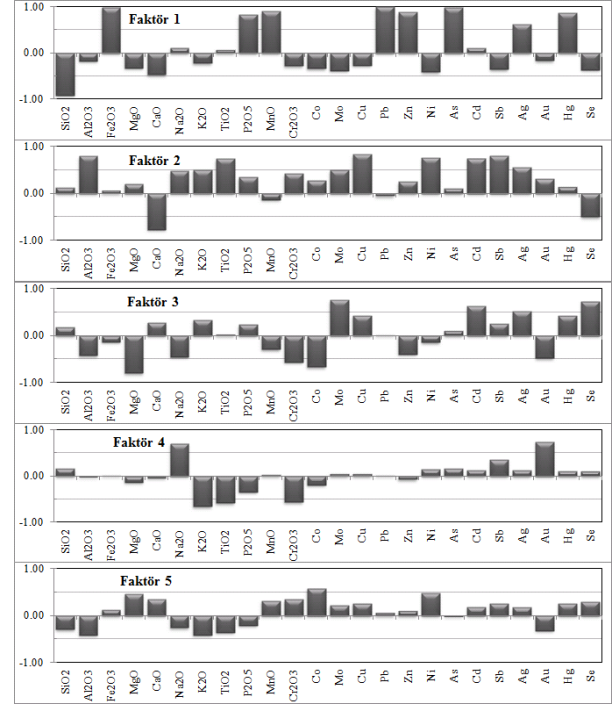 Faktör 1
1.00
0.00
-1.00
SiO2 Al2O3 Fe2O3 MgO CaO Na2O K2O TiO2 P2O5 MnO Cr2O3 Co Mo Cu Pb Zn Ni As Cd Sb Ag Au Hg Se
Faktör 2
1.00
0.00
-1.00
SiO2 Al2O3 Fe2O3 MgO CaO Na2O K2O TiO2 P2O5 MnO Cr2O3 Co Mo Cu Pb Zn Ni As Cd Sb Ag Au Hg Se
Faktör 3
1.00
0.00
-1.00
SiO2 Al2O3 Fe2O3 MgO CaO Na2O K2O TiO2 P2O5 MnO Cr2O3 Co Mo Cu Pb Zn Ni As Cd Sb Ag Au Hg Se
Faktör 4
1.00
0.00
-1.00
SiO2 Al2O3 Fe2O3 MgO CaO Na2O K2O TiO2 P2O5 MnO Cr2O3 Co Mo Cu Pb Zn Ni As Cd Sb Ag Au Hg Se
Faktör 5
1.00
0.00
-1.00
SiO2 Al2O3 Fe2O3 MgO CaO Na2O K2O TiO2 P2O5 MnO Cr2O3 Co Mo Cu Pb Zn Ni As Cd Sb Ag Au Hg Se